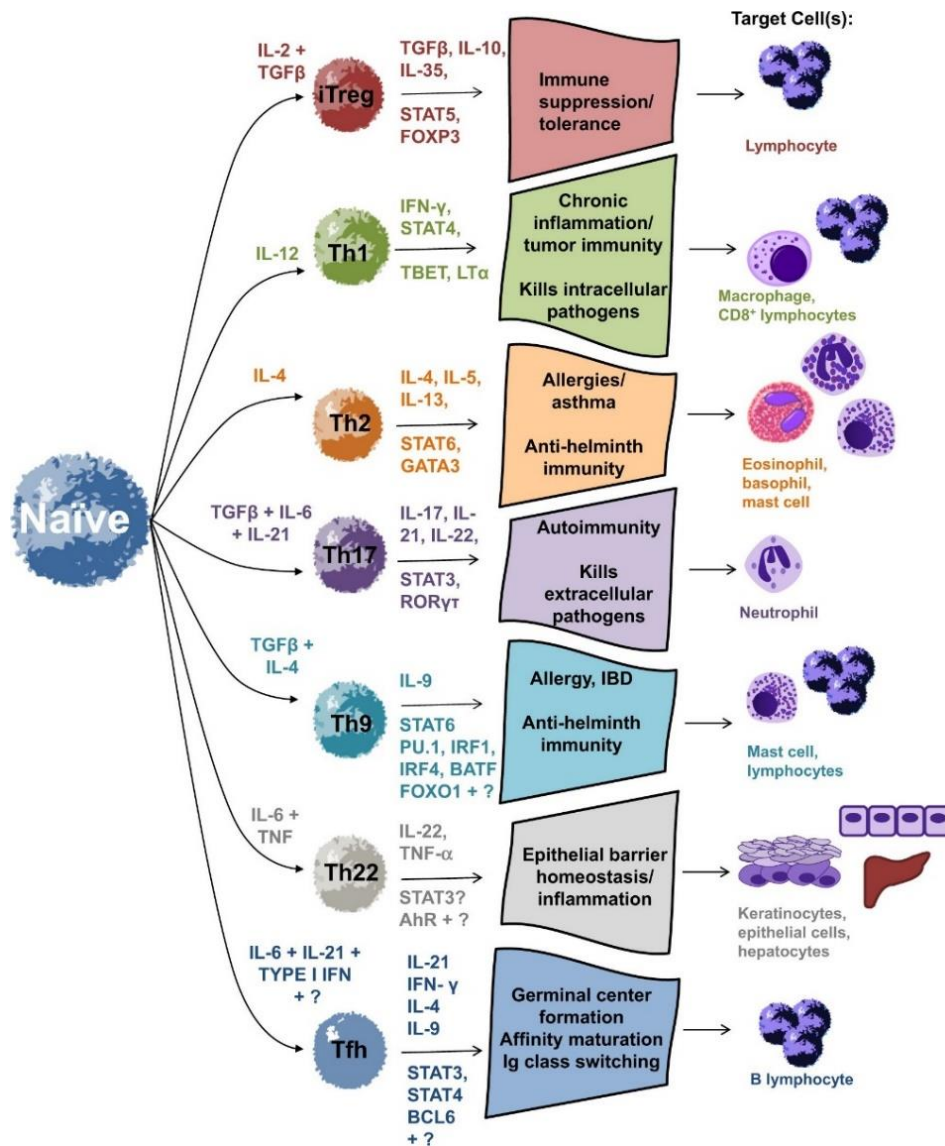 Target Cell(s):
Naïve
IL-2 +
TGFβ
iTreg
TGFβ, IL-10,
IL-35,
STAT5,
FOXP3
Immune
suppression/
tolerance
Lymphocyte
IL-12
Th1
IFN-γ,
STAT4,
TBET, LTα
Chronic
inflammation/
tumor immunity
Kills intracellular
pathogens
Macrophage,
CD8⁺ lymphocytes
IL-4
Th2
IL-4, IL-5,
IL-13,
STAT6,
GATA3
Allergies/
asthma
Anti-helminth
immunity
Eosinophil,
basophil,
mast cell
TGFβ + IL-6
+ IL-21
Th17
IL-17, IL-
21, IL-22,
STAT3,
RORγτ
Autoimmunity
Kills
extracellular
pathogens
Neutrophil
TGFβ +
IL-4
Th9
IL-9
STAT6
PU.1, IRF1,
IRF4, BATF
FOXO1 + ?
Allergy, IBD
Anti-helminth
immunity
Mast cell,
lymphocytes
IL-6 +
TNF
Th22
IL-22,
TNF-α
STAT3?
AhR + ?
Epithelial barrier
homeostasis/
inflammation
Keratinocytes,
epithelial cells,
hepatocytes
IL-6 + IL-21 +
TYPE I IFN
+ ?
Tfh
IL-21
IFN- γ
IL-4
IL-9
STAT3,
STAT4
BCL6
+ ?
Germinal center
formation
Affinity maturation
Ig class switching
B lymphocyte